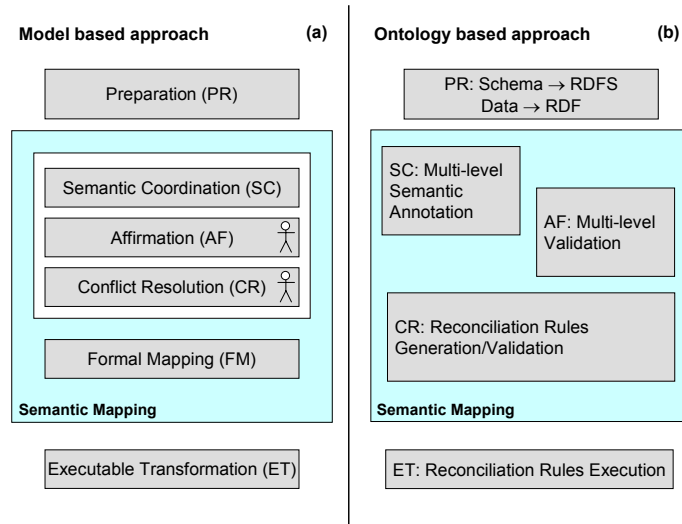 Model based approach (a)
Preparation (PR)
Semantic Coordination (SC)
Affirmation (AF)
Conflict Resolution (CR)
Formal Mapping (FM)
Semantic Mapping
Executable Transformation (ET)
Ontology based approach (b)
PR: Schema → RDFS
Data → RDF
SC: Multi-level
Semantic
Annotation
AF: Multi-level
Validation
CR: Reconciliation Rules
Generation/Validation
Semantic Mapping
ET: Reconciliation Rules Execution